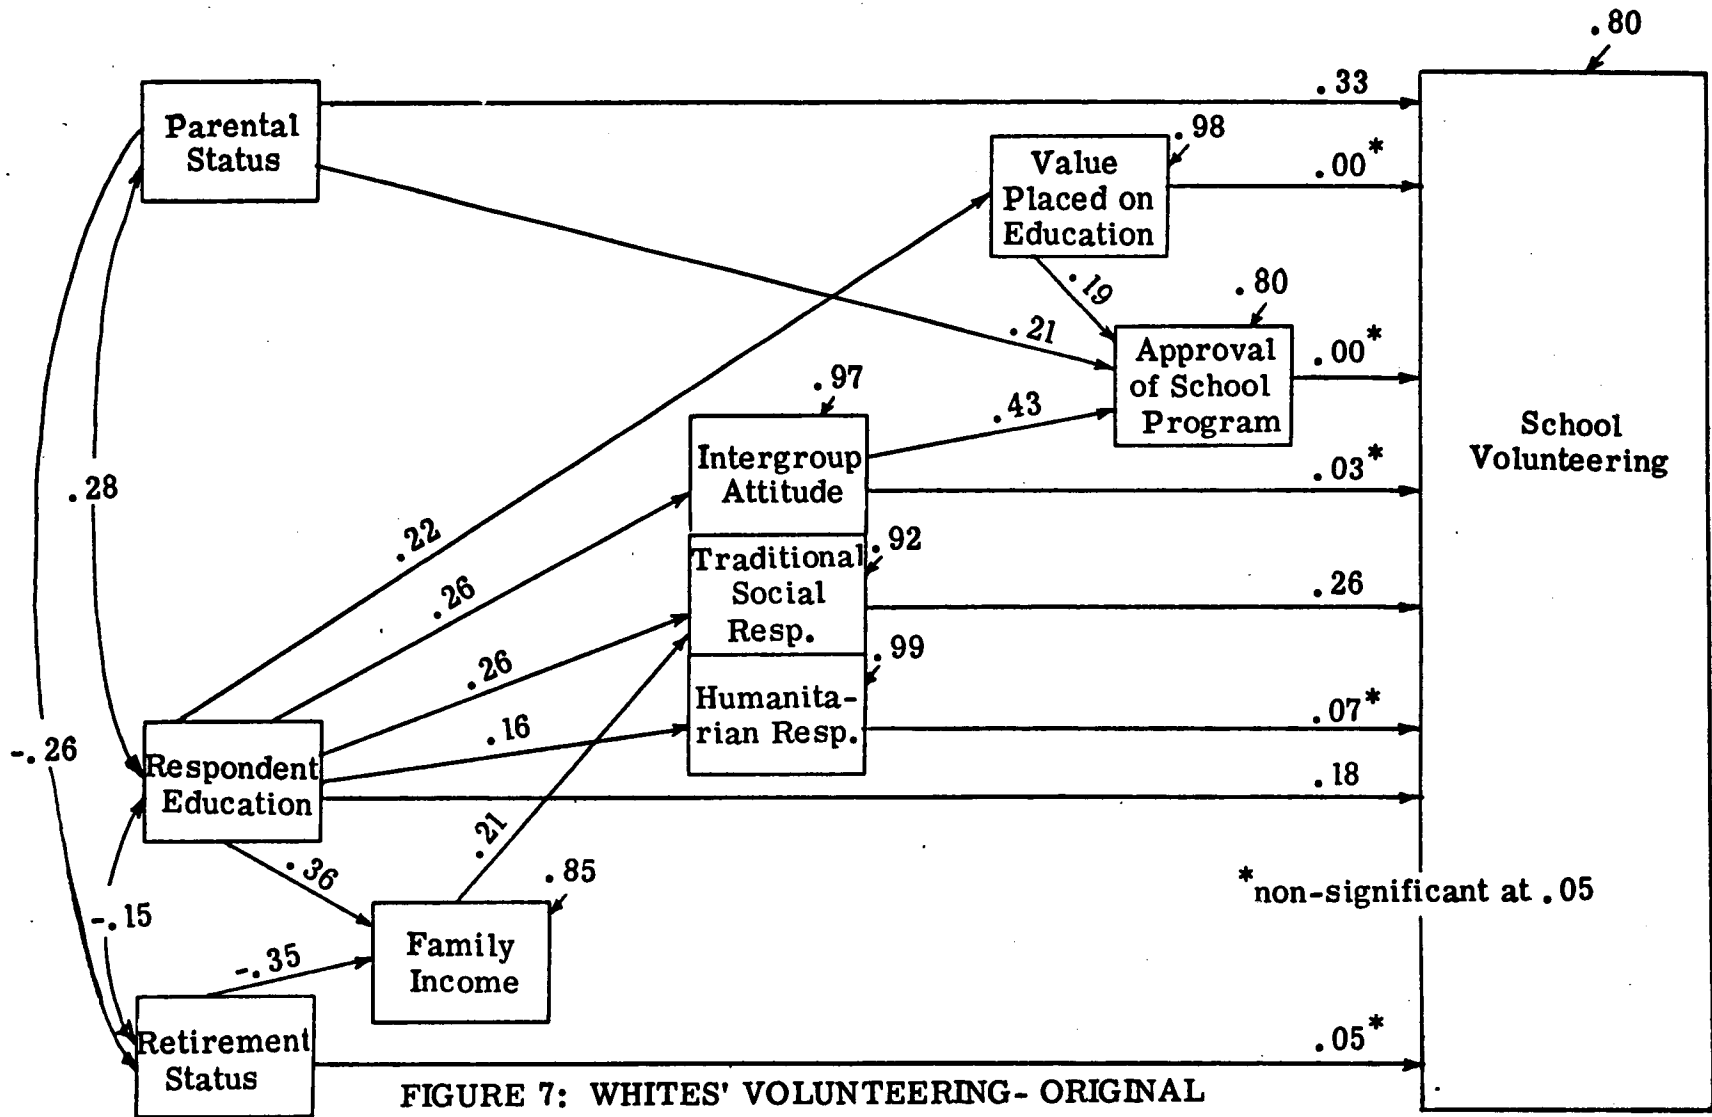 .80
Parental
Status
.33
.98
Value
Placed on
Education
.00*
.19
.80
.21
Approval
of School
Program
.00*
.97
.43
School
Volunteering
Intergroup
Attitude
.03*
.28
.22
.26
.92
Traditional
Social
Resp.
.26
.26
.99
Humanita-
rian Resp.
.07*
.16
-.26
Respondent
Education
.18
.21
.36
.85
*non-significant at .05
-.15
Family
Income
-.35
Retirement
Status
.05*
FIGURE 7: WHITES' VOLUNTEERING- ORIGINAL